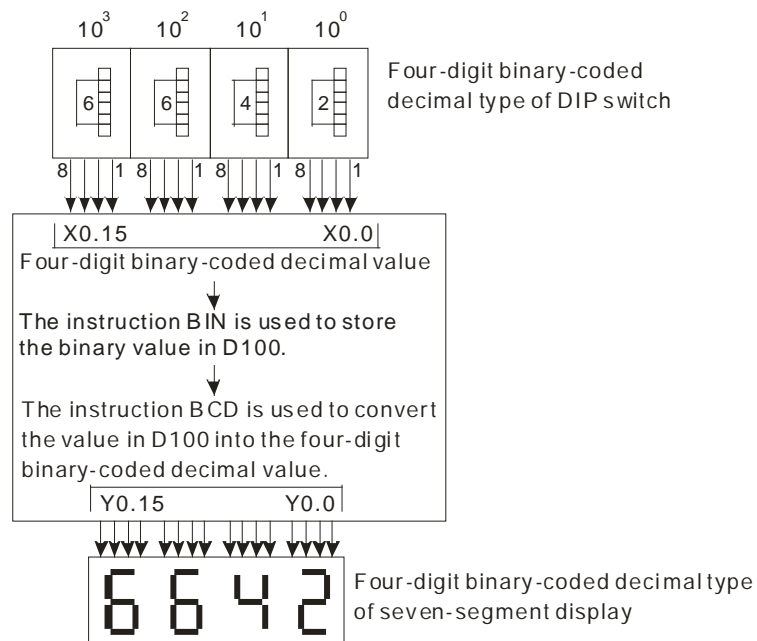 10³ 10² 10¹ 10⁰
Four-digit binary-coded
decimal type of DIP switch
6 6 4 2
8 1 8 1 8 1 8 1
X0.15 X0.0
Four-digit binary-coded decimal value
The instruction BIN is used to store
the binary value in D100.
The instruction BCD is used to convert
the value in D100 into the four-digit
binary-coded decimal value.
Y0.15 Y0.0
6642
Four-digit binary-coded decimal type
of seven-segment display